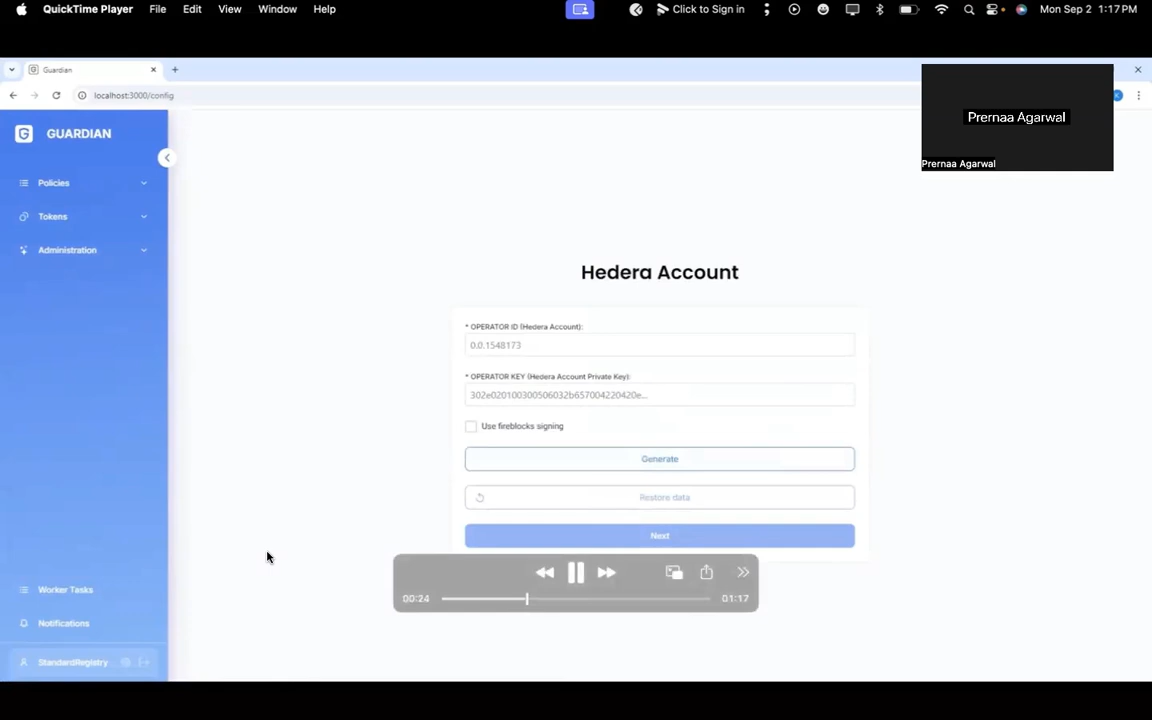 QuickTime Player File Edit View Window Help Click to Sign in Mon Sep 2 1:17 PM
Guardian
localhost:3000/config
Prernaa Agarwal
Prernaa Agarwal
GUARDIAN
Policies
Tokens
Administration
Hedera Account
* OPERATOR ID (Hedera Account):
0.0.1548173
* OPERATOR KEY (Hedera Account Private Key):
302e020100300506032b657004220420e...
Use fireblocks signing
Generate
Restore data
Next
00:24 01:17
Worker Tasks
Notifications
StandardRegistry